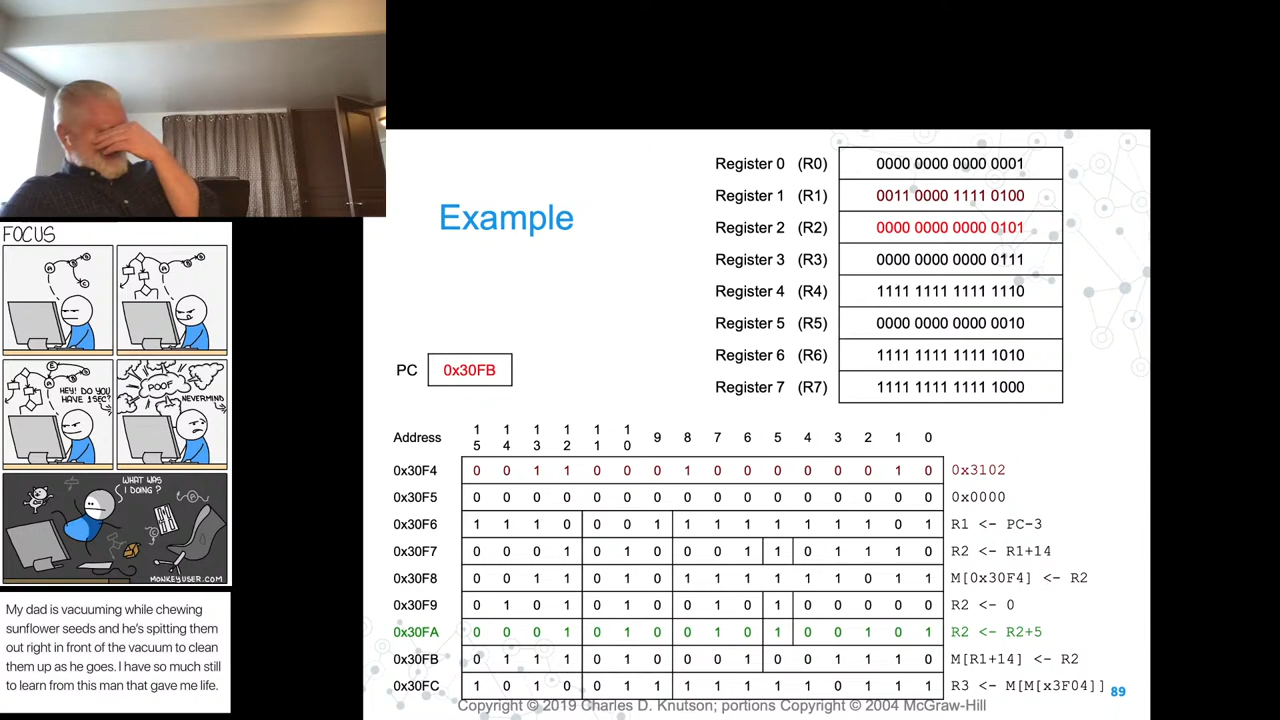 FOCUS
HEY! DO YOU
HAVE 1 SEC?
POOF
NEVERMIND
WHAT WAS
I DOING?
MONKEYUSER.COM
My dad is vacuuming while chewing
sunflower seeds and he's spitting them
out right in front of the vacuum to clean
them up as he goes. I have so much still
to learn from this man that gave me life.
Example
Register 0 (R0) 0000 0000 0000 0001
Register 1 (R1) 0011 0000 1111 0100
Register 2 (R2) 0000 0000 0000 0101
Register 3 (R3) 0000 0000 0000 0111
Register 4 (R4) 1111 1111 1111 1110
Register 5 (R5) 0000 0000 0000 0010
Register 6 (R6) 1111 1111 1111 1010
Register 7 (R7) 1111 1111 1111 1000
PC 0x30FB
Address 15 14 13 12 11 10 9 8 7 6 5 4 3 2 1 0
0x30F4 0 0 1 1 0 0 0 1 0 0 0 0 0 0 1 0 0x3102
0x30F5 0 0 0 0 0 0 0 0 0 0 0 0 0 0 0 0 0x0000
0x30F6 1 1 1 0 0 0 1 1 1 1 1 1 1 1 0 1 R1 <- PC-3
0x30F7 0 0 0 1 0 1 0 0 0 1 1 0 1 1 1 0 R2 <- R1+14
0x30F8 0 0 1 1 0 1 0 1 1 1 1 1 1 0 1 1 M[0x30F4] <- R2
0x30F9 0 1 0 1 0 1 0 0 1 0 1 0 0 0 0 0 R2 <- 0
0x30FA 0 0 0 1 0 1 0 0 1 0 1 0 0 1 0 1 R2 <- R2+5
0x30FB 0 1 1 1 0 1 0 0 0 1 0 0 1 1 1 0 M[R1+14] <- R2
0x30FC 1 0 1 0 0 1 1 1 1 1 1 1 0 1 1 1 R3 <- M[M[x3F04]]
89
Copyright © 2019 Charles D. Knutson; portions Copyright © 2004 McGraw-Hill